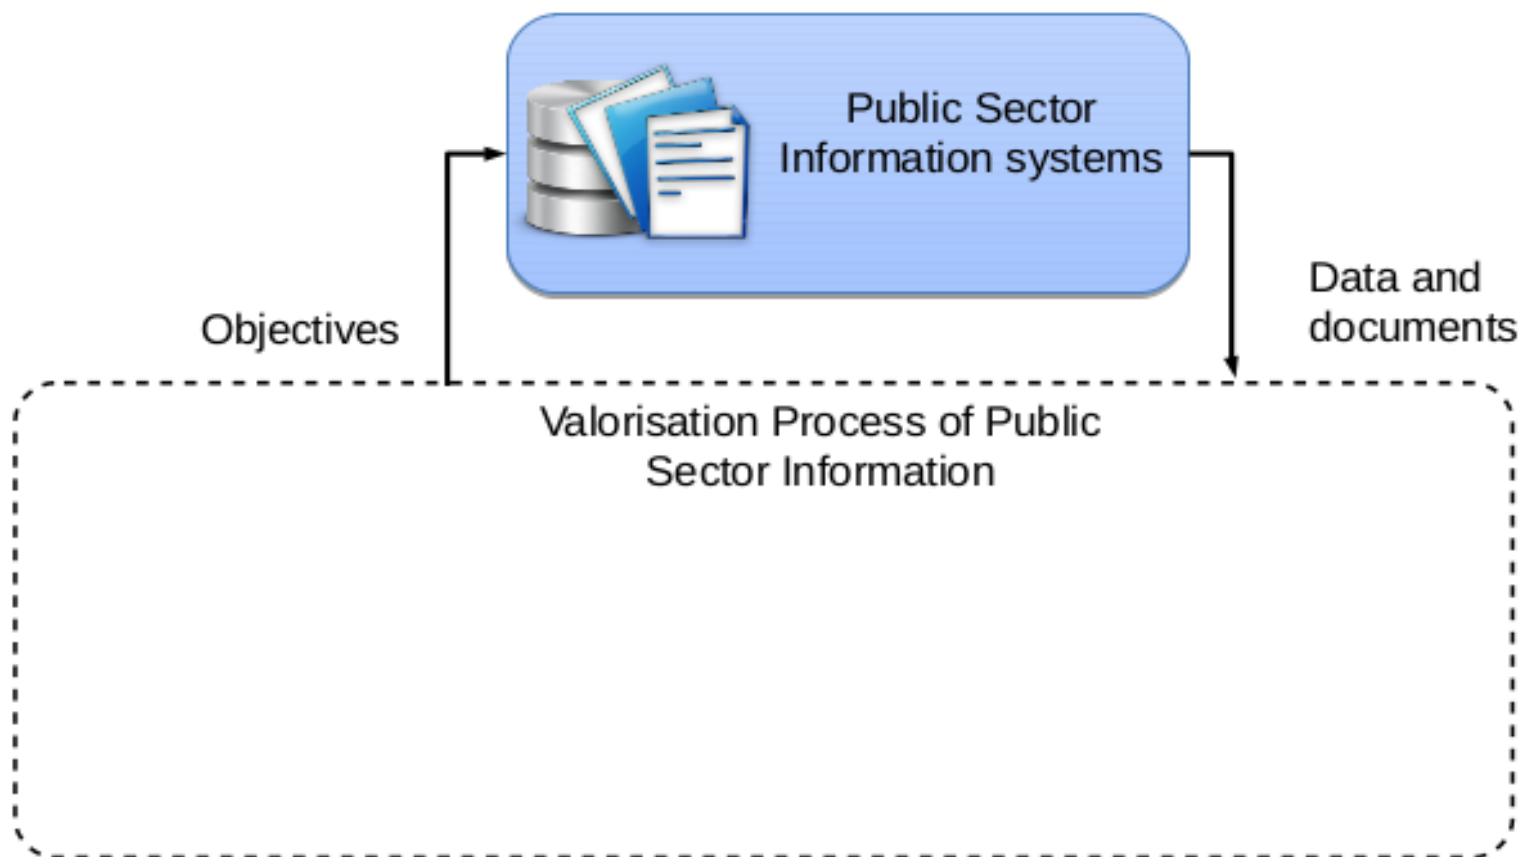 Public Sector
Information systems
Data and
documents
Objectives
Valorisation Process of Public
Sector Information